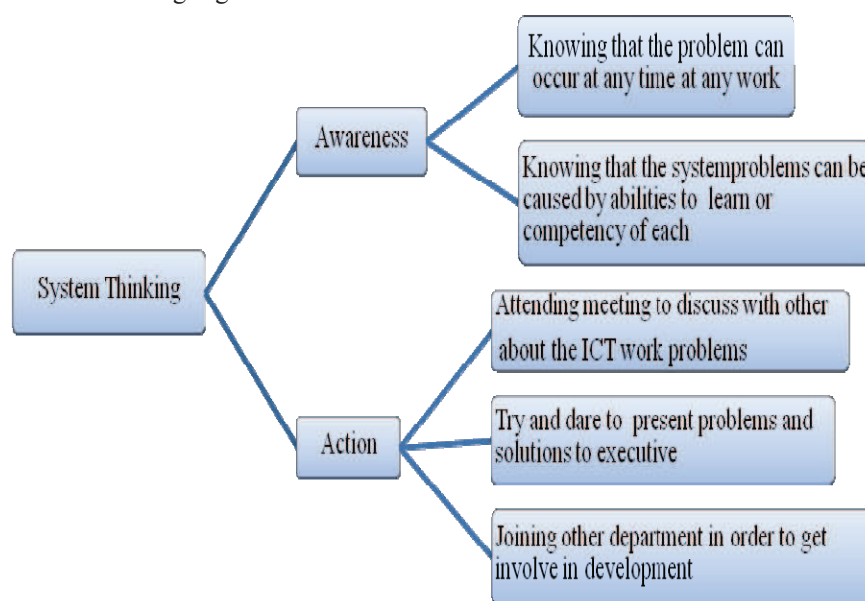 Knowing that the problem can
occur at any time at any work
Awareness
Knowing that the systemproblems can be
caused by abilities to learn or
competency of each
System Thinking
Attending meeting to discuss with other
about the ICT work problems
Action
Try and dare to present problems and
solutions to executive
Joining other department in order to get
involve in development